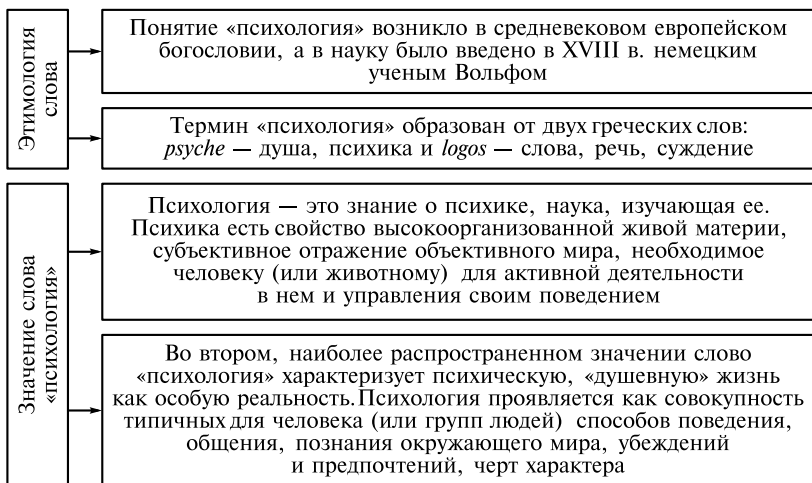 Этимология
слова
Понятие «психология» возникло в средневековом европейском
богословии, а в науку было введено в XVIII в. немецким
ученым Вольфом
Термин «психология» образован от двух греческих слов:
psyche — душа, психика и logos — слова, речь, суждение
Значение слова
«психология»
Психология — это знание о психике, наука, изучающая ее.
Психика есть свойство высокоорганизованной живой материи,
субъективное отражение объективного мира, необходимое
человеку (или животному) для активной деятельности
в нем и управления своим поведением
Во втором, наиболее распространенном значении слово
«психология» характеризует психическую, «душевную» жизнь
как особую реальность. Психология проявляется как совокупность
типичных для человека (или групп людей) способов поведения,
общения, познания окружающего мира, убеждений
и предпочтений, черт характера